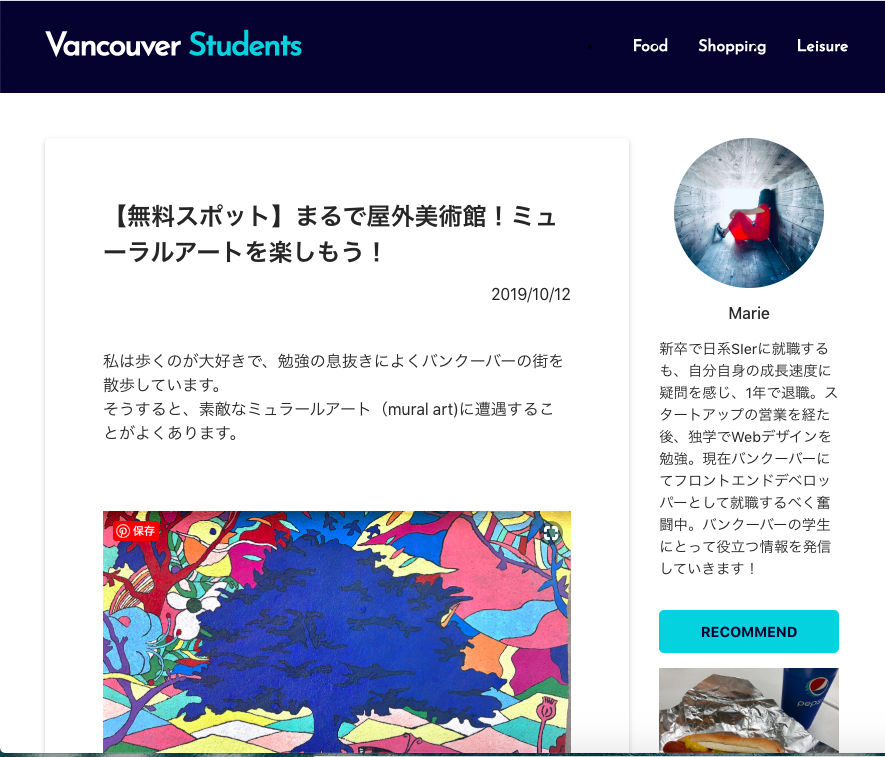 Vancouver Students
Food Shopping Leisure
【無料スポット】まるで屋外美術館！ミュ
ーラルアートを楽しもう！
2019/10/12
私は歩くのが大好きで、勉強の息抜きによくバンクーバーの街を
散歩しています。
そうすると、素敵なミュラールアート（mural art)に遭遇するこ
とがよくあります。
保存
Marie
新卒で日系SIerに就職する
も、自分自身の成長速度に
疑問を感じ、1年で退職。ス
タートアップの営業を経た
後、独学でWebデザインを
勉強。現在バンクーバーに
てフロントエンドデベロッ
パーとして就職するべく奮
闘中。バンクーバーの学生
にとって役立つ情報を発信
していきます！
RECOMMEND
pepsi